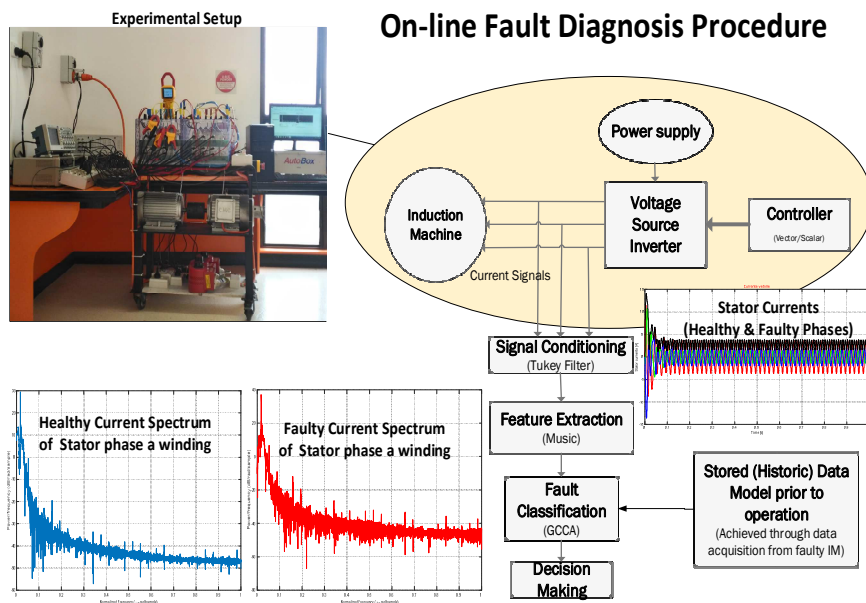 Experimental Setup
On-line Fault Diagnosis Procedure
AutoBox
Power supply
Induction
Machine
Voltage
Source
Inverter
Controller
(Vector/Scalar)
Current Signals
Stator Currents
(Healthy & Faulty Phases)
Signal Conditioning
(Tukey Filter)
Feature Extraction
(Music)
Fault
Classification
(GCCA)
Decision
Making
Stored (Historic) Data
Model prior to
operation
(Achieved through data
acquisition from faulty IM)
Healthy Current Spectrum
of Stator phase a winding
Faulty Current Spectrum
of Stator phase a winding